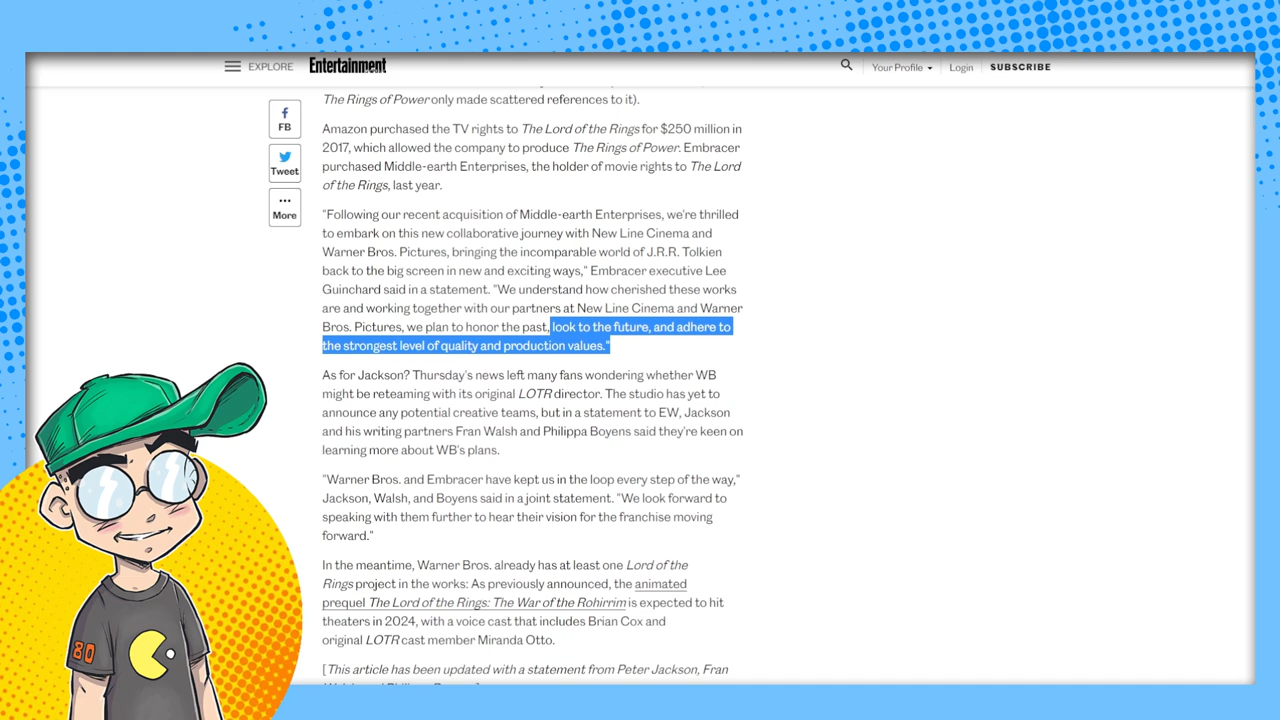 EXPLORE
Entertainment
Your Profile
Login
SUBSCRIBE
The Rings of Power only made scattered references to it).
FB
Amazon purchased the TV rights to The Lord of the Rings for $250 million in
2017, which allowed the company to produce The Rings of Power. Embracer
Tweet
purchased Middle-earth Enterprises, the holder of movie rights to The Lord
of the Rings, last year.
More
"Following our recent acquisition of Middle-earth Enterprises, we're thrilled
to embark on this new collaborative journey with New Line Cinema and
Warner Bros. Pictures, bringing the incomparable world of J.R.R. Tolkien
back to the big screen in new and exciting ways," Embracer executive Lee
Guinchard said in a statement. "We understand how cherished these works
are and working together with our partners at New Line Cinema and Warner
Bros. Pictures, we plan to honor the past, look to the future, and adhere to
the strongest level of quality and production values."
As for Jackson? Thursday's news left many fans wondering whether WB
might be reteaming with its original LOTR director. The studio has yet to
announce any potential creative teams, but in a statement to EW, Jackson
and his writing partners Fran Walsh and Philippa Boyens said they're keen on
learning more about WB's plans.
"Warner Bros. and Embracer have kept us in the loop every step of the way,"
Jackson, Walsh, and Boyens said in a joint statement. "We look forward to
speaking with them further to hear their vision for the franchise moving
forward."
In the meantime, Warner Bros. already has at least one Lord of the
Rings project in the works: As previously announced, the animated
prequel The Lord of the Rings: The War of the Rohirrim is expected to hit
theaters in 2024, with a voice cast that includes Brian Cox and
original LOTR cast member Miranda Otto.
[This article has been updated with a statement from Peter Jackson, Fran
80